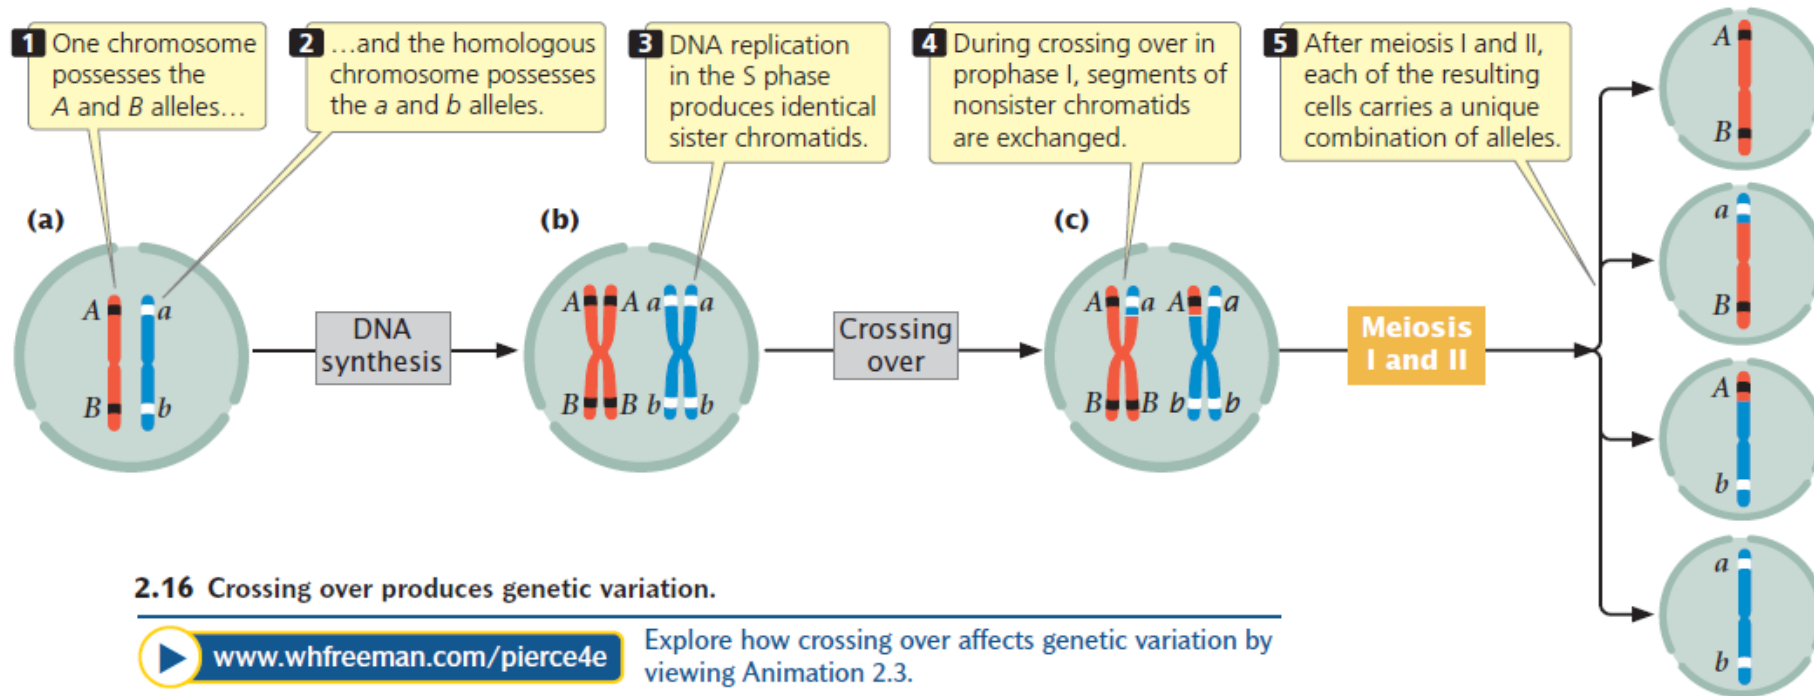 1 One chromosome
possesses the
A and B alleles…
2 …and the homologous
chromosome possesses
the a and b alleles.
3 DNA replication
in the S phase
produces identical
sister chromatids.
4 During crossing over in
prophase I, segments of
nonsister chromatids
are exchanged.
5 After meiosis I and II,
each of the resulting
cells carries a unique
combination of alleles.
(a)
A a
B b
DNA
synthesis
(b)
A A a a
B B b b
Crossing
over
(c)
A a A a
B B b b
Meiosis
I and II
A
B
a
B
A
b
a
b
2.16 Crossing over produces genetic variation.
www.whfreeman.com/pierce4e
Explore how crossing over affects genetic variation by
viewing Animation 2.3.